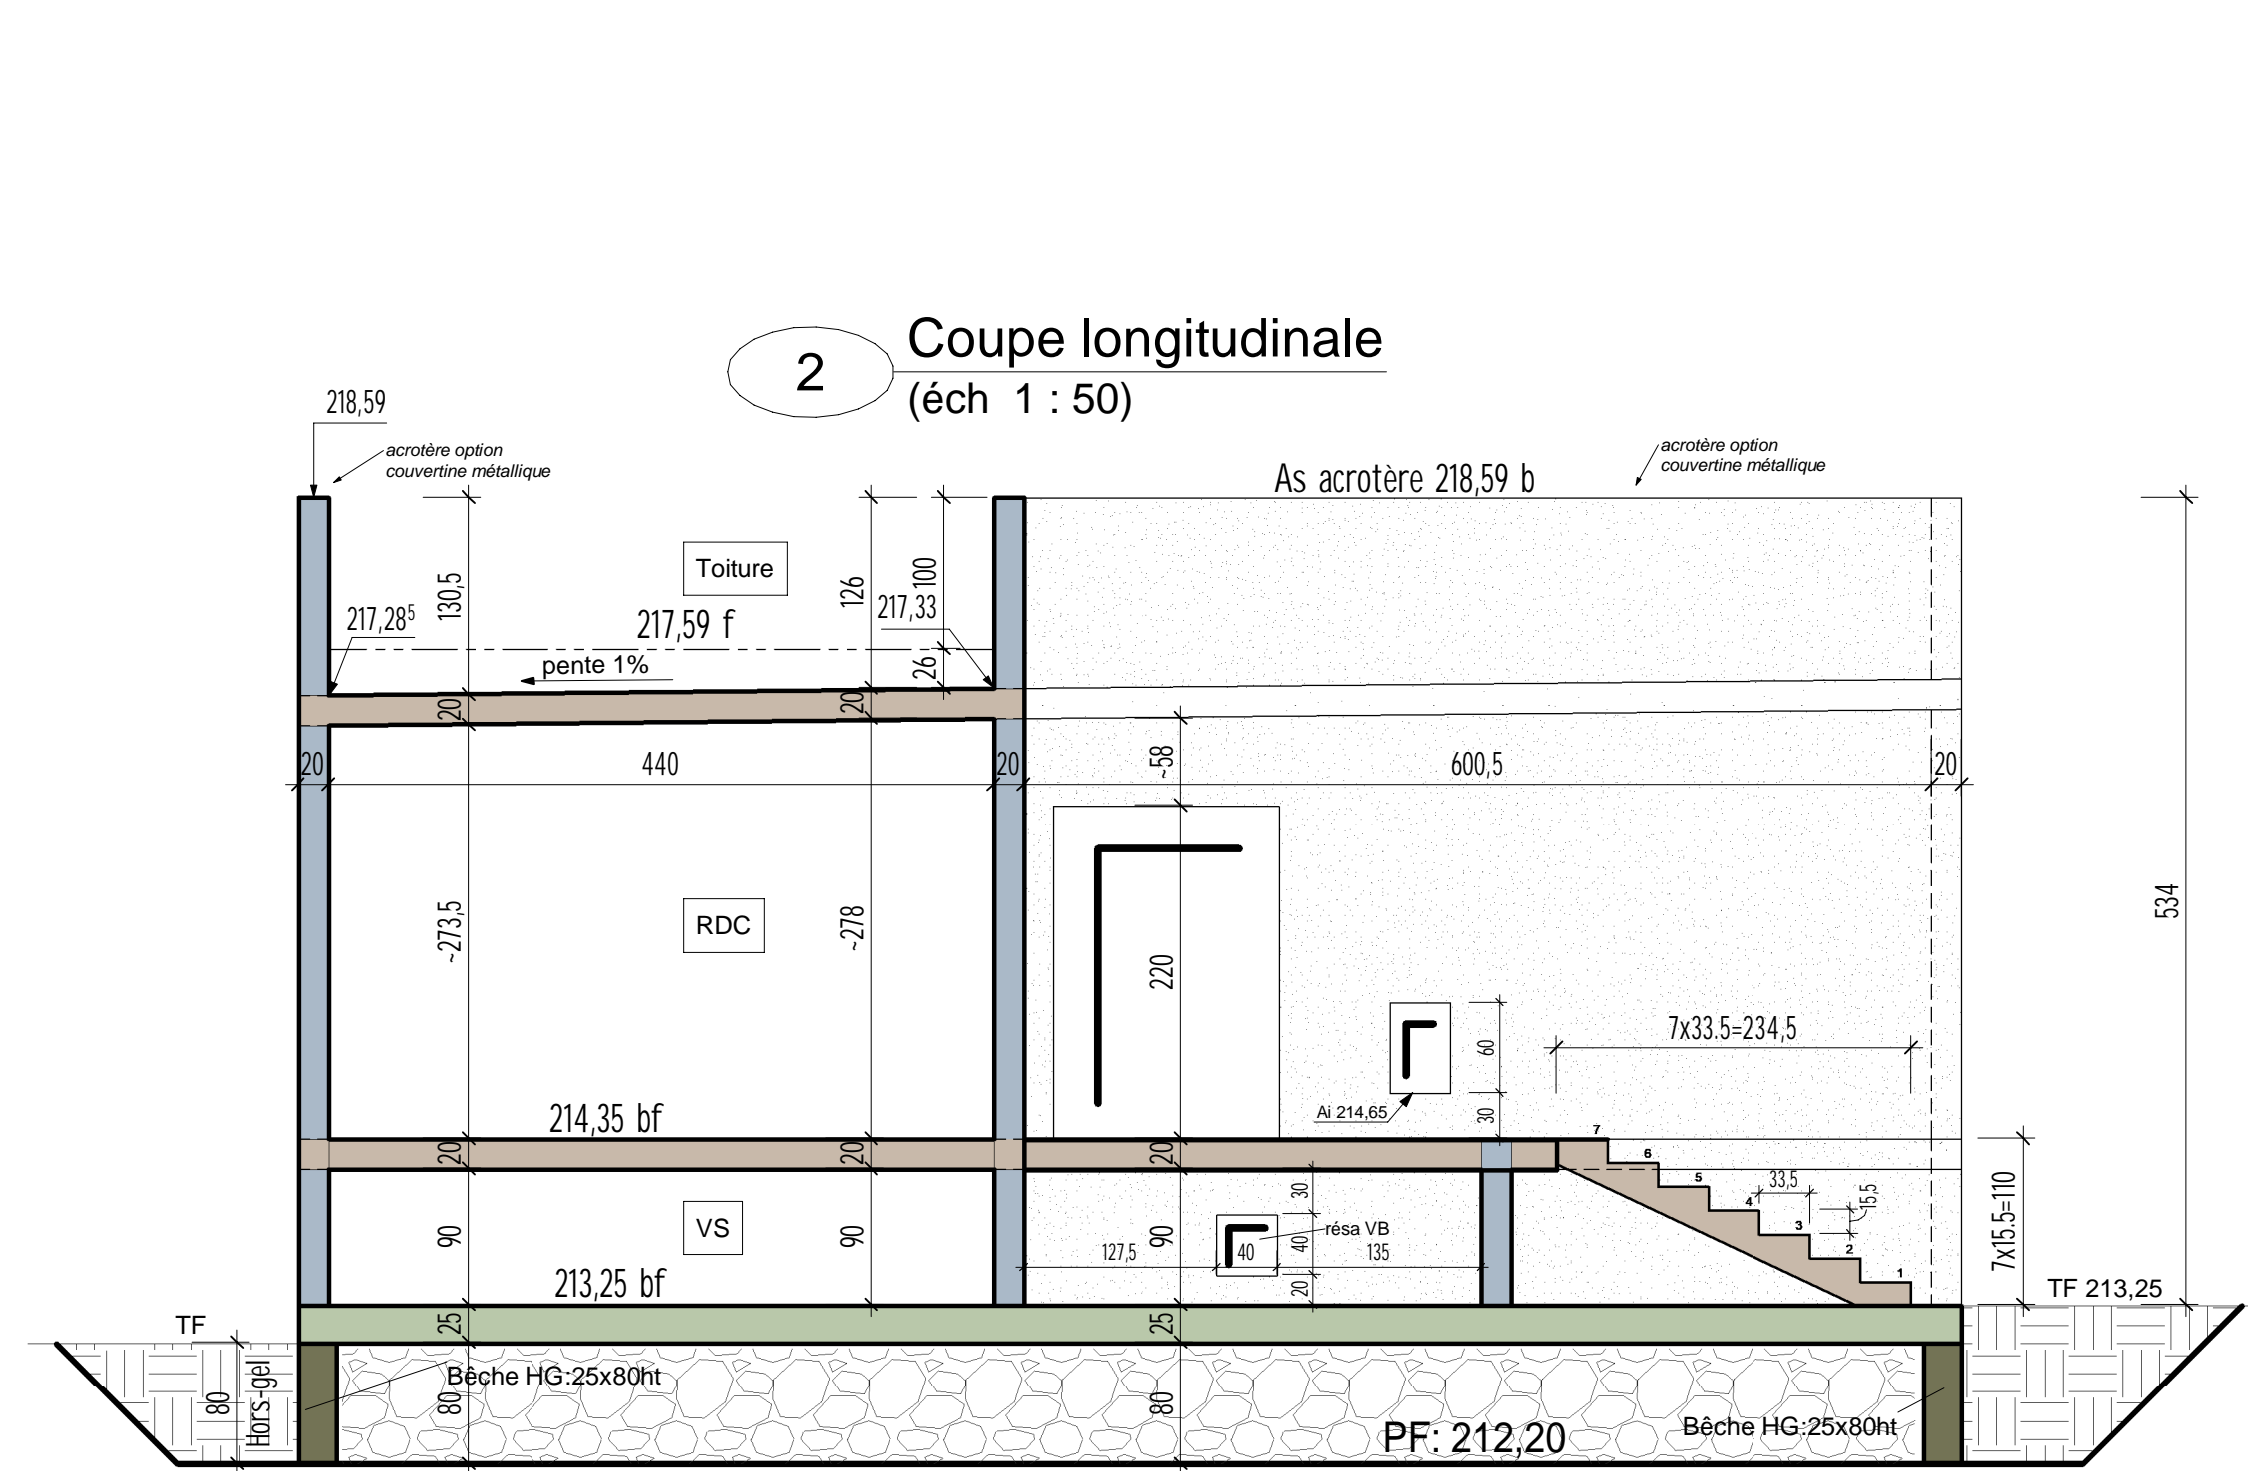 2
Coupe longitudinale
(éch 1 : 50)
218,59
acrotère option
couvertine métallique
As acrotère 218,59 b
acrotère option
couvertine métallique
Toiture
130,5
126
100
217,28⁵
217,59 f
217,33
pente 1%
26
20
20
20
440
20
~58
600,5
20
RDC
~273,5
~278
220
534
60
30
Ai 214,65
7x33.5=234,5
214,35 bf
20
20
20
7
6
5
4
3
2
1
33,5
15,5
7x15.5=110
VS
90
90
90
127,5
40
135
30
40
20
résa VB
213,25 bf
TF 213,25
TF
25
25
80
Hors-gel
Bêche HG:25x80ht
80
80
PF: 212,20
Bêche HG:25x80ht